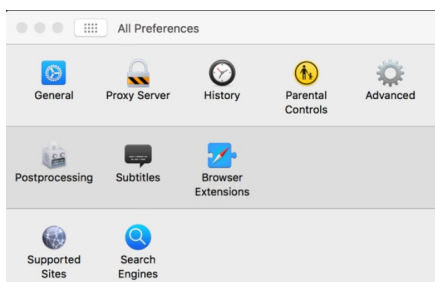 All Preferences
General
Proxy Server
History
Parental
Controls
Advanced
Postprocessing
Subtitles
Browser
Extensions
Supported
Sites
Search
Engines